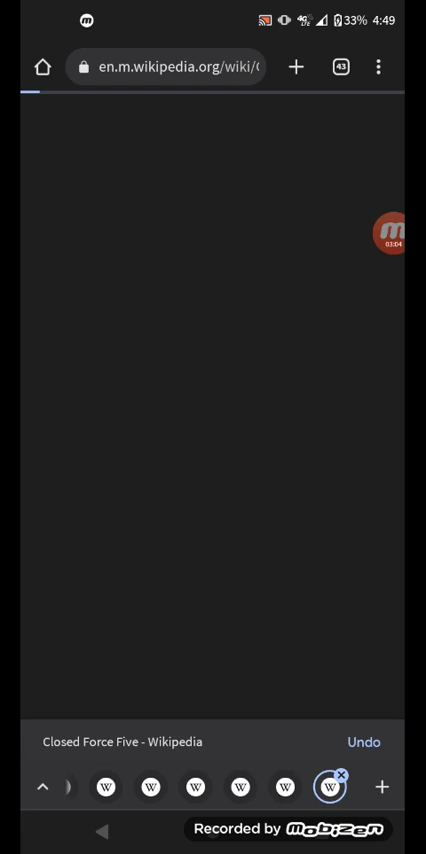 33% 4:49
en.m.wikipedia.org/wiki/
43
03:04
Closed Force Five - Wikipedia
Undo
W W W W W W
Recorded by mobizen